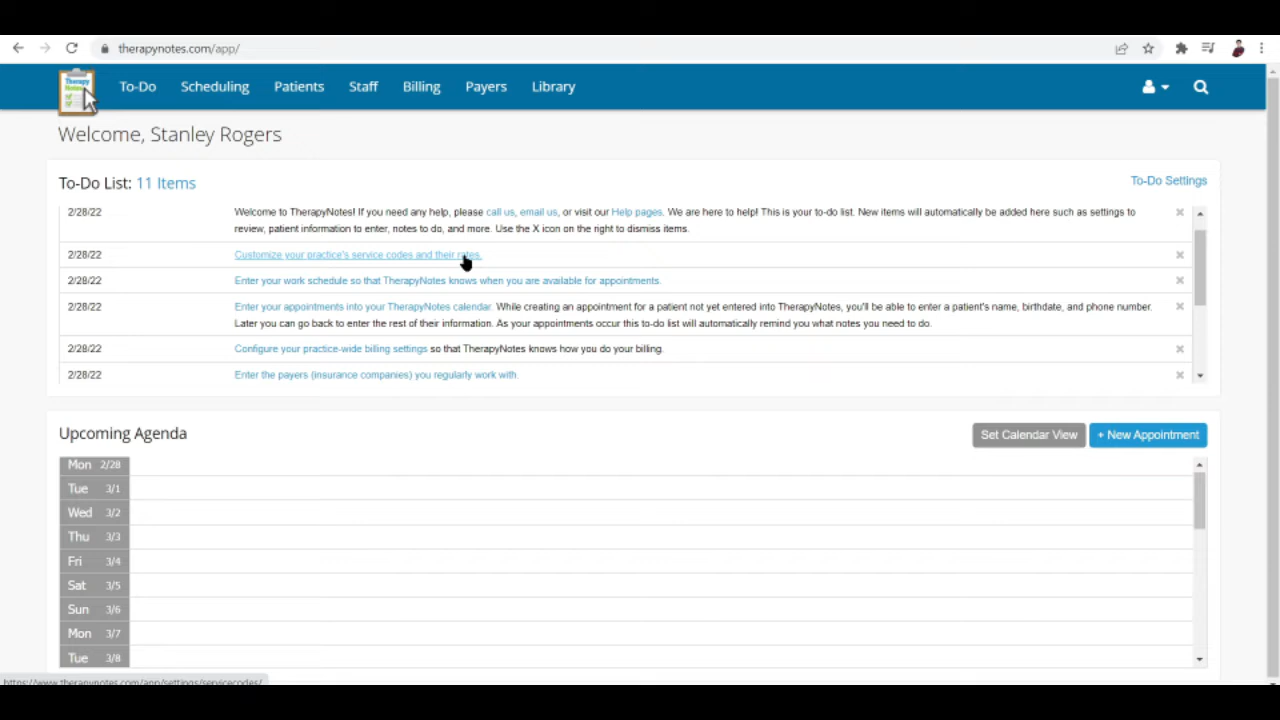 therapynotes.com/app/
Therapy
Notes
To-Do Scheduling Patients Staff Billing Payers Library
Welcome, Stanley Rogers
To-Do List: 11 Items To-Do Settings
2/28/22 Welcome to TherapyNotes! If you need any help, please call us, email us, or visit our Help pages. We are here to help! This is your to-do list. New items will automatically be added here such as settings to
review, patient information to enter, notes to do, and more. Use the X icon on the right to dismiss items.
2/28/22 Customize your practice's service codes and their rates.
2/28/22 Enter your work schedule so that TherapyNotes knows when you are available for appointments.
2/28/22 Enter your appointments into your TherapyNotes calendar. While creating an appointment for a patient not yet entered into TherapyNotes, you'll be able to enter a patient's name, birthdate, and phone number.
Later you can go back to enter the rest of their information. As your appointments occur this to-do list will automatically remind you what notes you need to do.
2/28/22 Configure your practice-wide billing settings so that TherapyNotes knows how you do your billing.
2/28/22 Enter the payers (insurance companies) you regularly work with.
Upcoming Agenda Set Calendar View + New Appointment
Mon 2/28
Tue 3/1
Wed 3/2
Thu 3/3
Fri 3/4
Sat 3/5
Sun 3/6
Mon 3/7
Tue 3/8
https://www.therapynotes.com/app/settings/servicecodes/